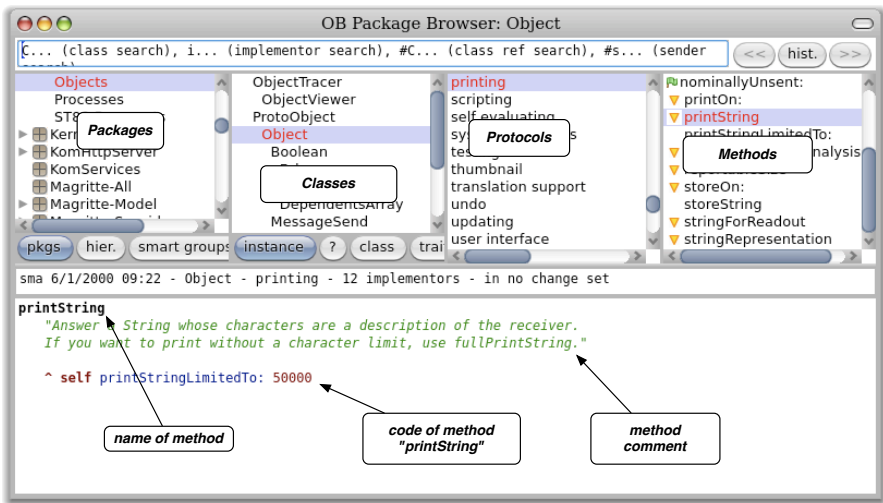 OB Package Browser: Object
C... (class search), i... (implementor search), #C... (class ref search), #s... (sender
<< hist. >>
Objects
Processes
ST8
Kern
KomHttpServer
KomServices
Magritte-All
Magritte-Model
Packages
ObjectTracer
ObjectViewer
ProtoObject
Object
Boolean
DependentsArray
MessageSend
Classes
printing
scripting
self evaluating
thumbnail
translation support
undo
updating
user interface
Protocols
nominallyUnsent:
printOn:
printString
printStringLimitedTo:
storeOn:
storeString
stringForReadout
stringRepresentation
Methods
pkgs hier. smart groups instance ? class trai
sma 6/1/2000 09:22 - Object - printing - 12 implementors - in no change set
printString
"Answer a String whose characters are a description of the receiver.
If you want to print without a character limit, use fullPrintString."
^ self printStringLimitedTo: 50000
name of method
code of method
"printString"
method
comment